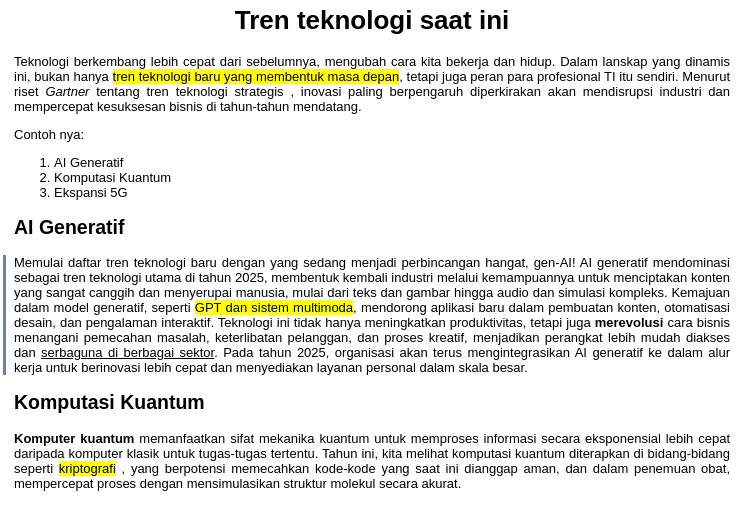 Tren teknologi saat ini
Teknologi berkembang lebih cepat dari sebelumnya, mengubah cara kita bekerja dan hidup. Dalam lanskap yang dinamis
ini, bukan hanya tren teknologi baru yang membentuk masa depan, tetapi juga peran para profesional TI itu sendiri. Menurut
riset Gartner tentang tren teknologi strategis , inovasi paling berpengaruh diperkirakan akan mendisrupsi industri dan
mempercepat kesuksesan bisnis di tahun-tahun mendatang.
Contoh nya:
1. AI Generatif
2. Komputasi Kuantum
3. Ekspansi 5G
AI Generatif
Memulai daftar tren teknologi baru dengan yang sedang menjadi perbincangan hangat, gen-AI! AI generatif mendominasi
sebagai tren teknologi utama di tahun 2025, membentuk kembali industri melalui kemampuannya untuk menciptakan konten
yang sangat canggih dan menyerupai manusia, mulai dari teks dan gambar hingga audio dan simulasi kompleks. Kemajuan
dalam model generatif, seperti GPT dan sistem multimoda, mendorong aplikasi baru dalam pembuatan konten, otomatisasi
desain, dan pengalaman interaktif. Teknologi ini tidak hanya meningkatkan produktivitas, tetapi juga merevolusi cara bisnis
menangani pemecahan masalah, keterlibatan pelanggan, dan proses kreatif, menjadikan perangkat lebih mudah diakses
dan serbaguna di berbagai sektor. Pada tahun 2025, organisasi akan terus mengintegrasikan AI generatif ke dalam alur
kerja untuk berinovasi lebih cepat dan menyediakan layanan personal dalam skala besar.
Komputasi Kuantum
Komputer kuantum memanfaatkan sifat mekanika kuantum untuk memproses informasi secara eksponensial lebih cepat
daripada komputer klasik untuk tugas-tugas tertentu. Tahun ini, kita melihat komputasi kuantum diterapkan di bidang-bidang
seperti kriptografi , yang berpotensi memecahkan kode-kode yang saat ini dianggap aman, dan dalam penemuan obat,
mempercepat proses dengan mensimulasikan struktur molekul secara akurat.